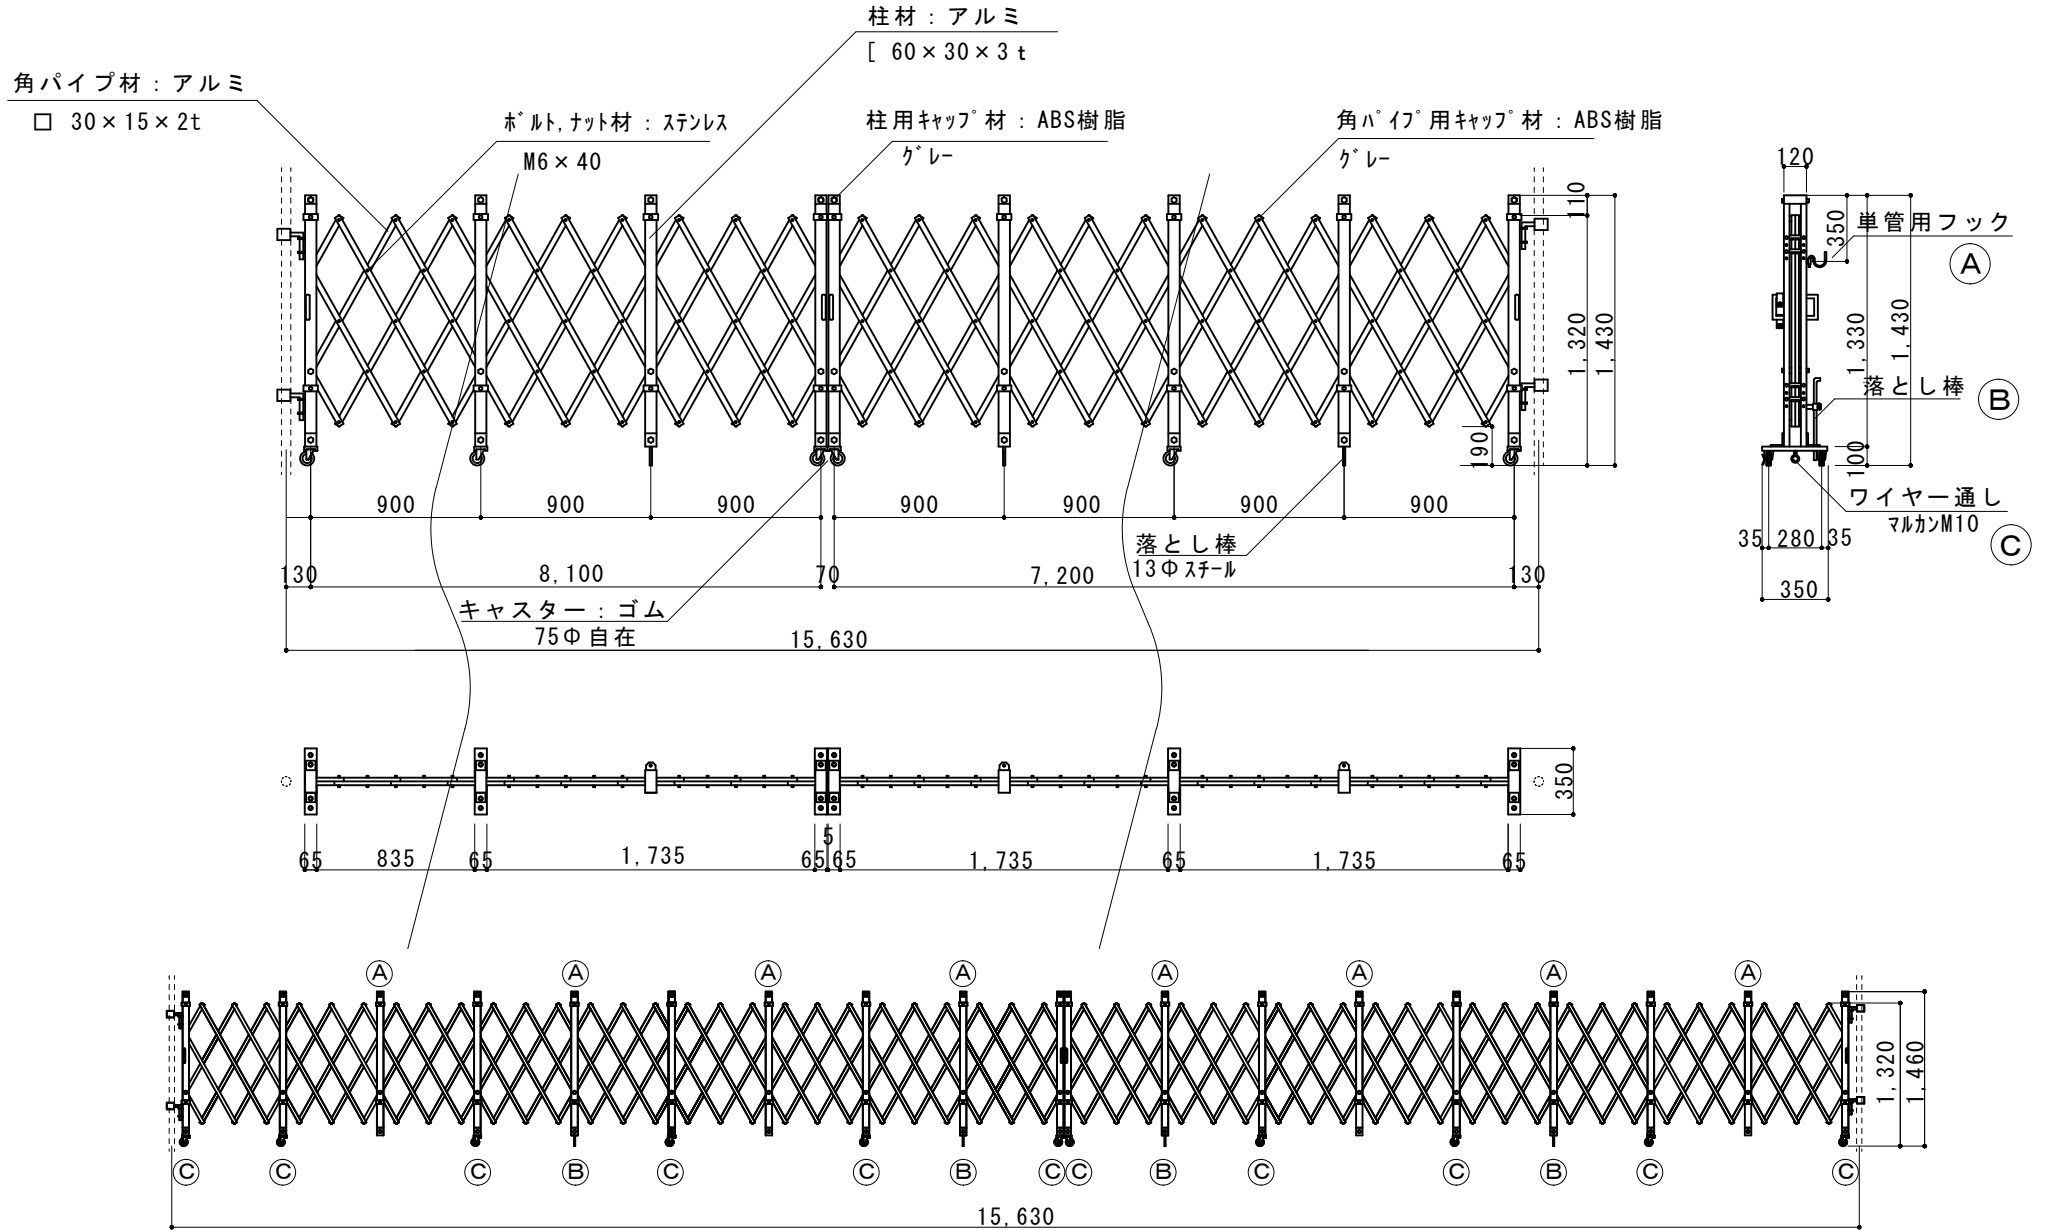 柱材：アルミ
[ 60×30×3t
角パイプ材：アルミ
□ 30×15×2t
ﾎﾞﾙﾄ,ﾅｯﾄ材：ｽﾃﾝﾚｽ
M6×40
柱用ｷｬｯﾌﾟ材：ABS樹脂
ｸﾞﾚｰ
角ﾊﾟｲﾌﾟ用ｷｬｯﾌﾟ材：ABS樹脂
ｸﾞﾚｰ
110
1,320
1,430
190
900 900 900 900 900 900 900
落とし棒
13Φｽﾁｰﾙ
130 8,100 70 7,200 130
キャスター：ゴム
75Φ自在
15,630
120
350
単管用フック
A
1,330
1,430
落とし棒
B
100
ワイヤー通し
ﾏﾙｶﾝM10
C
35 280 35
350
350
5
65 835 65 1,735 65 65 1,735 65 1,735 65
A A A A A A A A
1,320
1,460
C C C B C C B C C B C C B C C
15,630